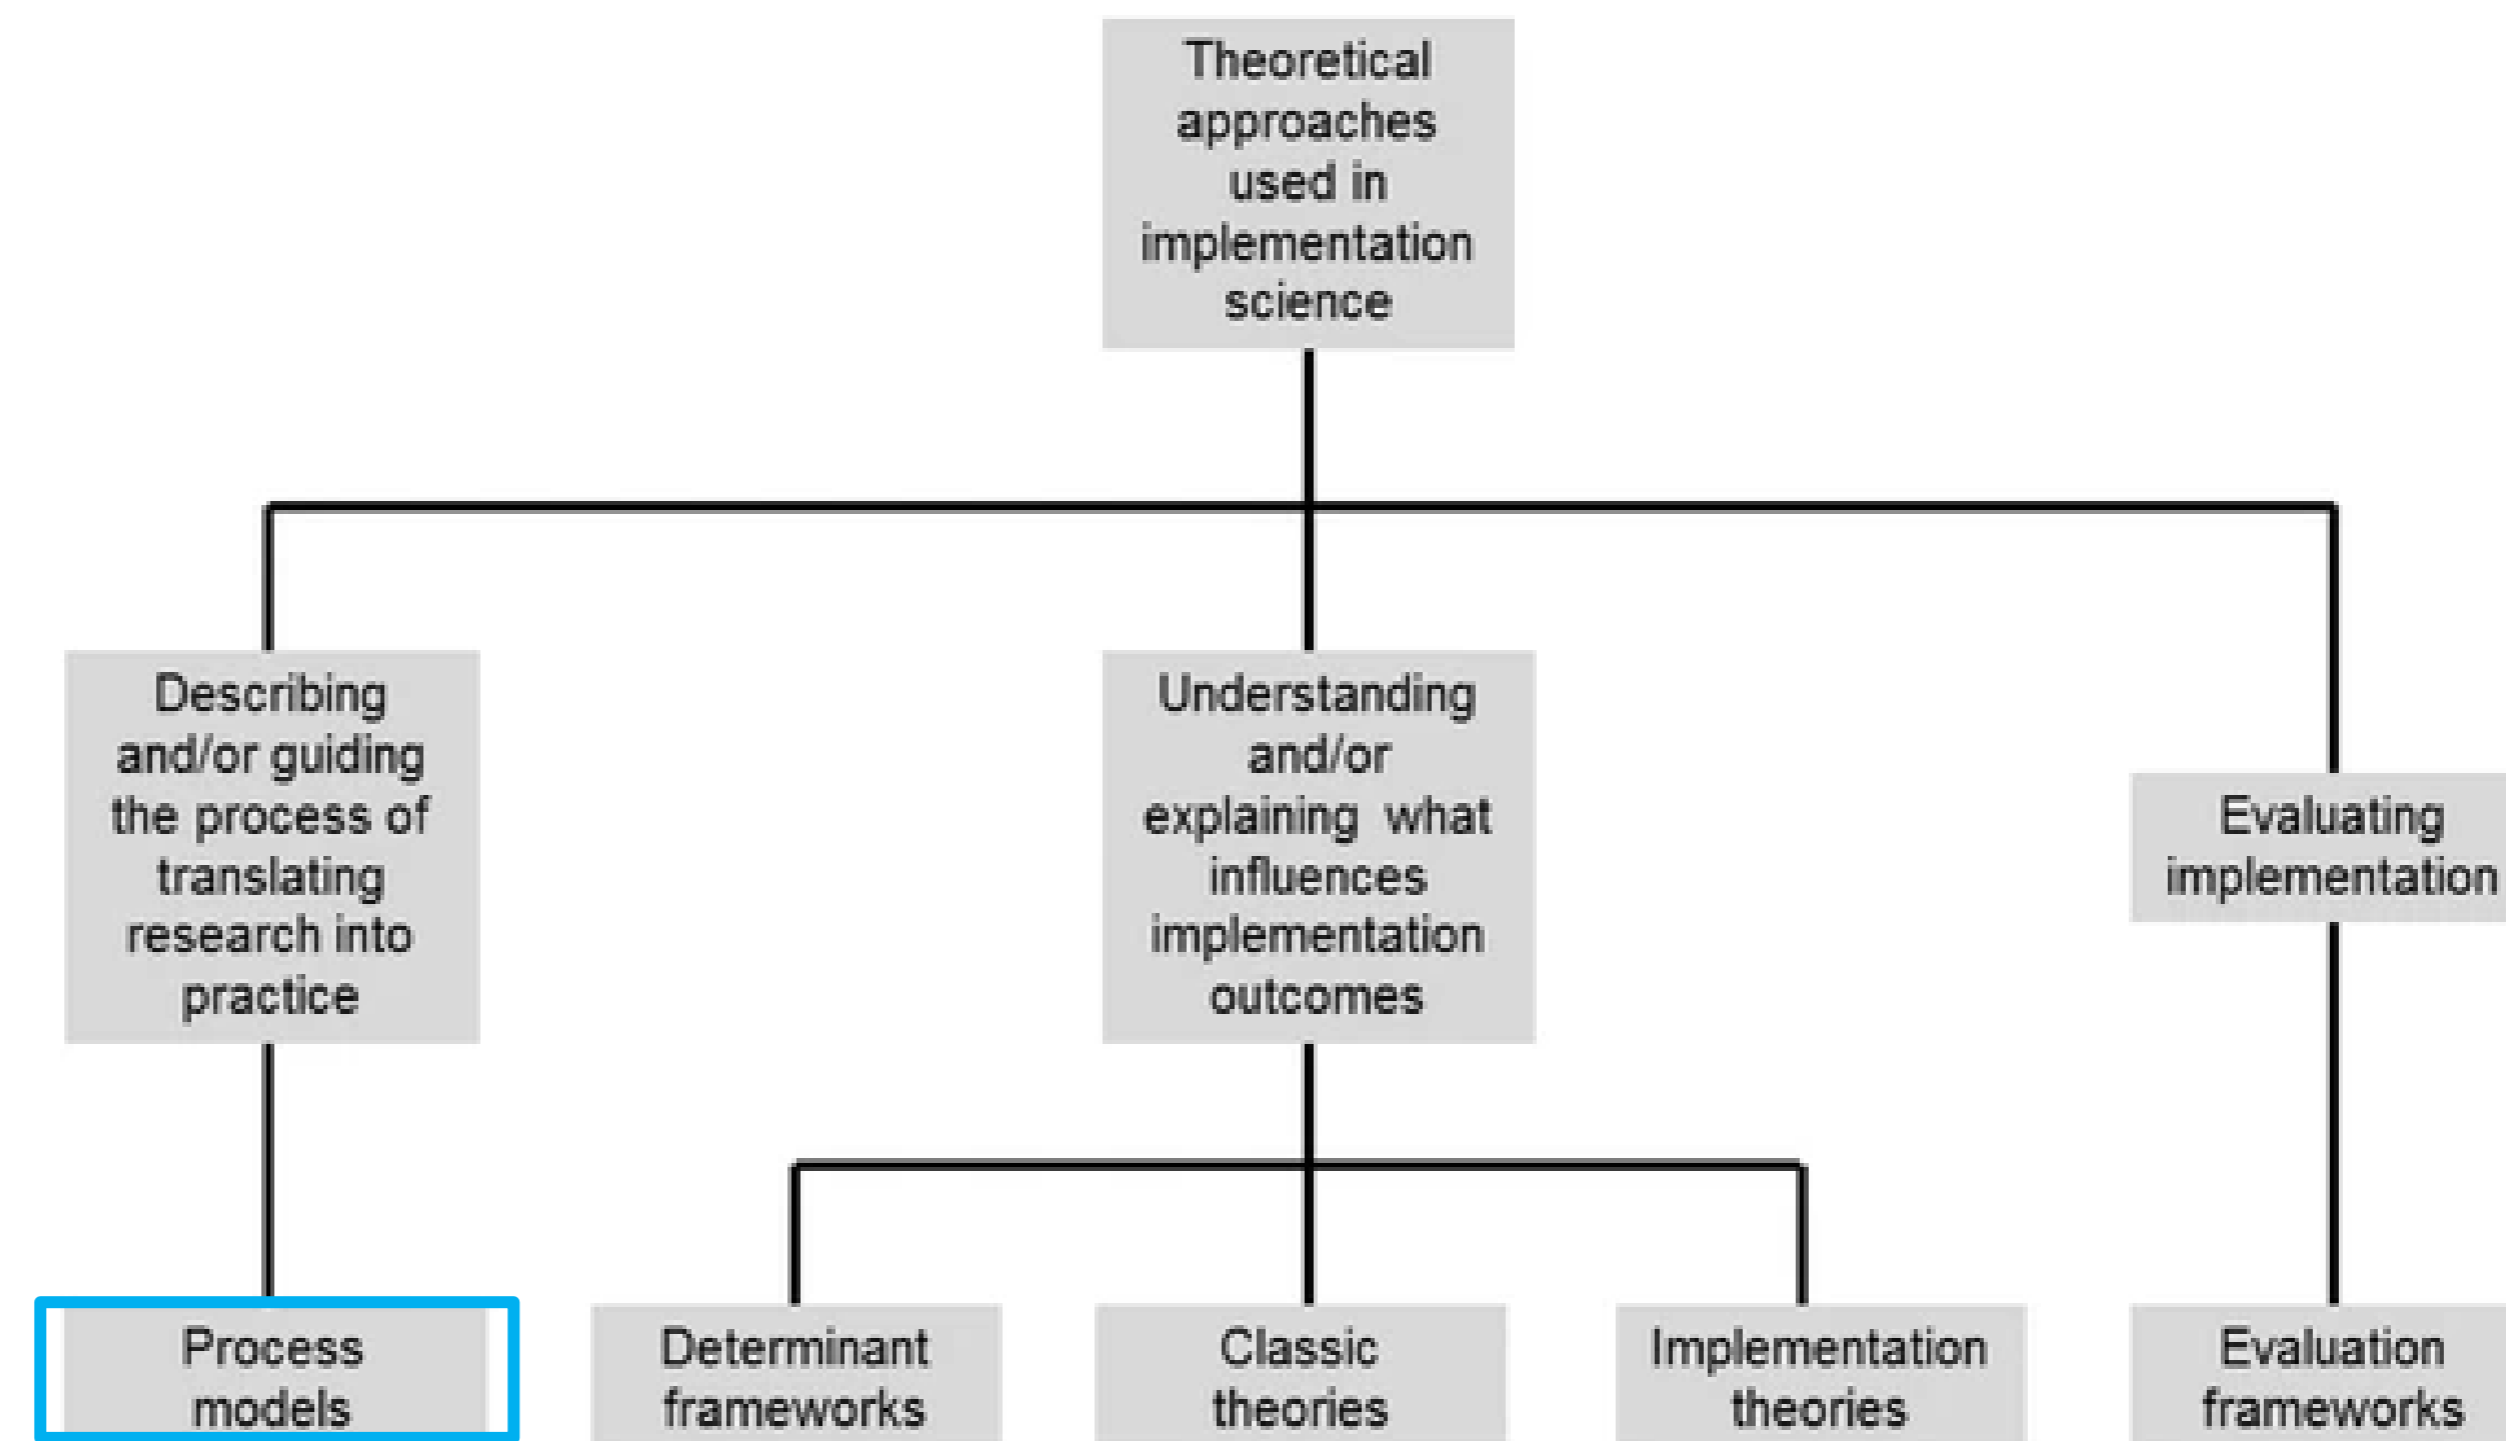 Theoretical
approaches
used in
implementation
science
Describing
and/or guiding
the process of
translating
research into
practice
Understanding
and/or
explaining what
influences
implementation
outcomes
Evaluating
implementation
Process
models
Determinant
frameworks
Classic
theories
Implementation
theories
Evaluation
frameworks